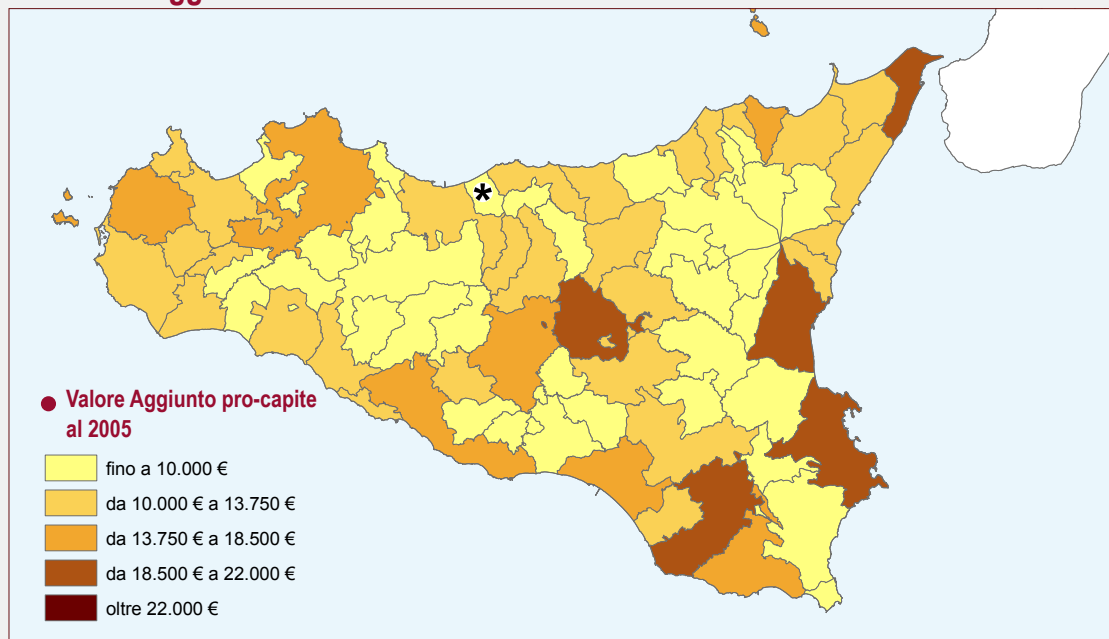 Valore Aggiunto pro-capite
al 2005
fino a 10.000 €
da 10.000 € a 13.750 €
da 13.750 € a 18.500 €
da 18.500 € a 22.000 €
oltre 22.000 €
*